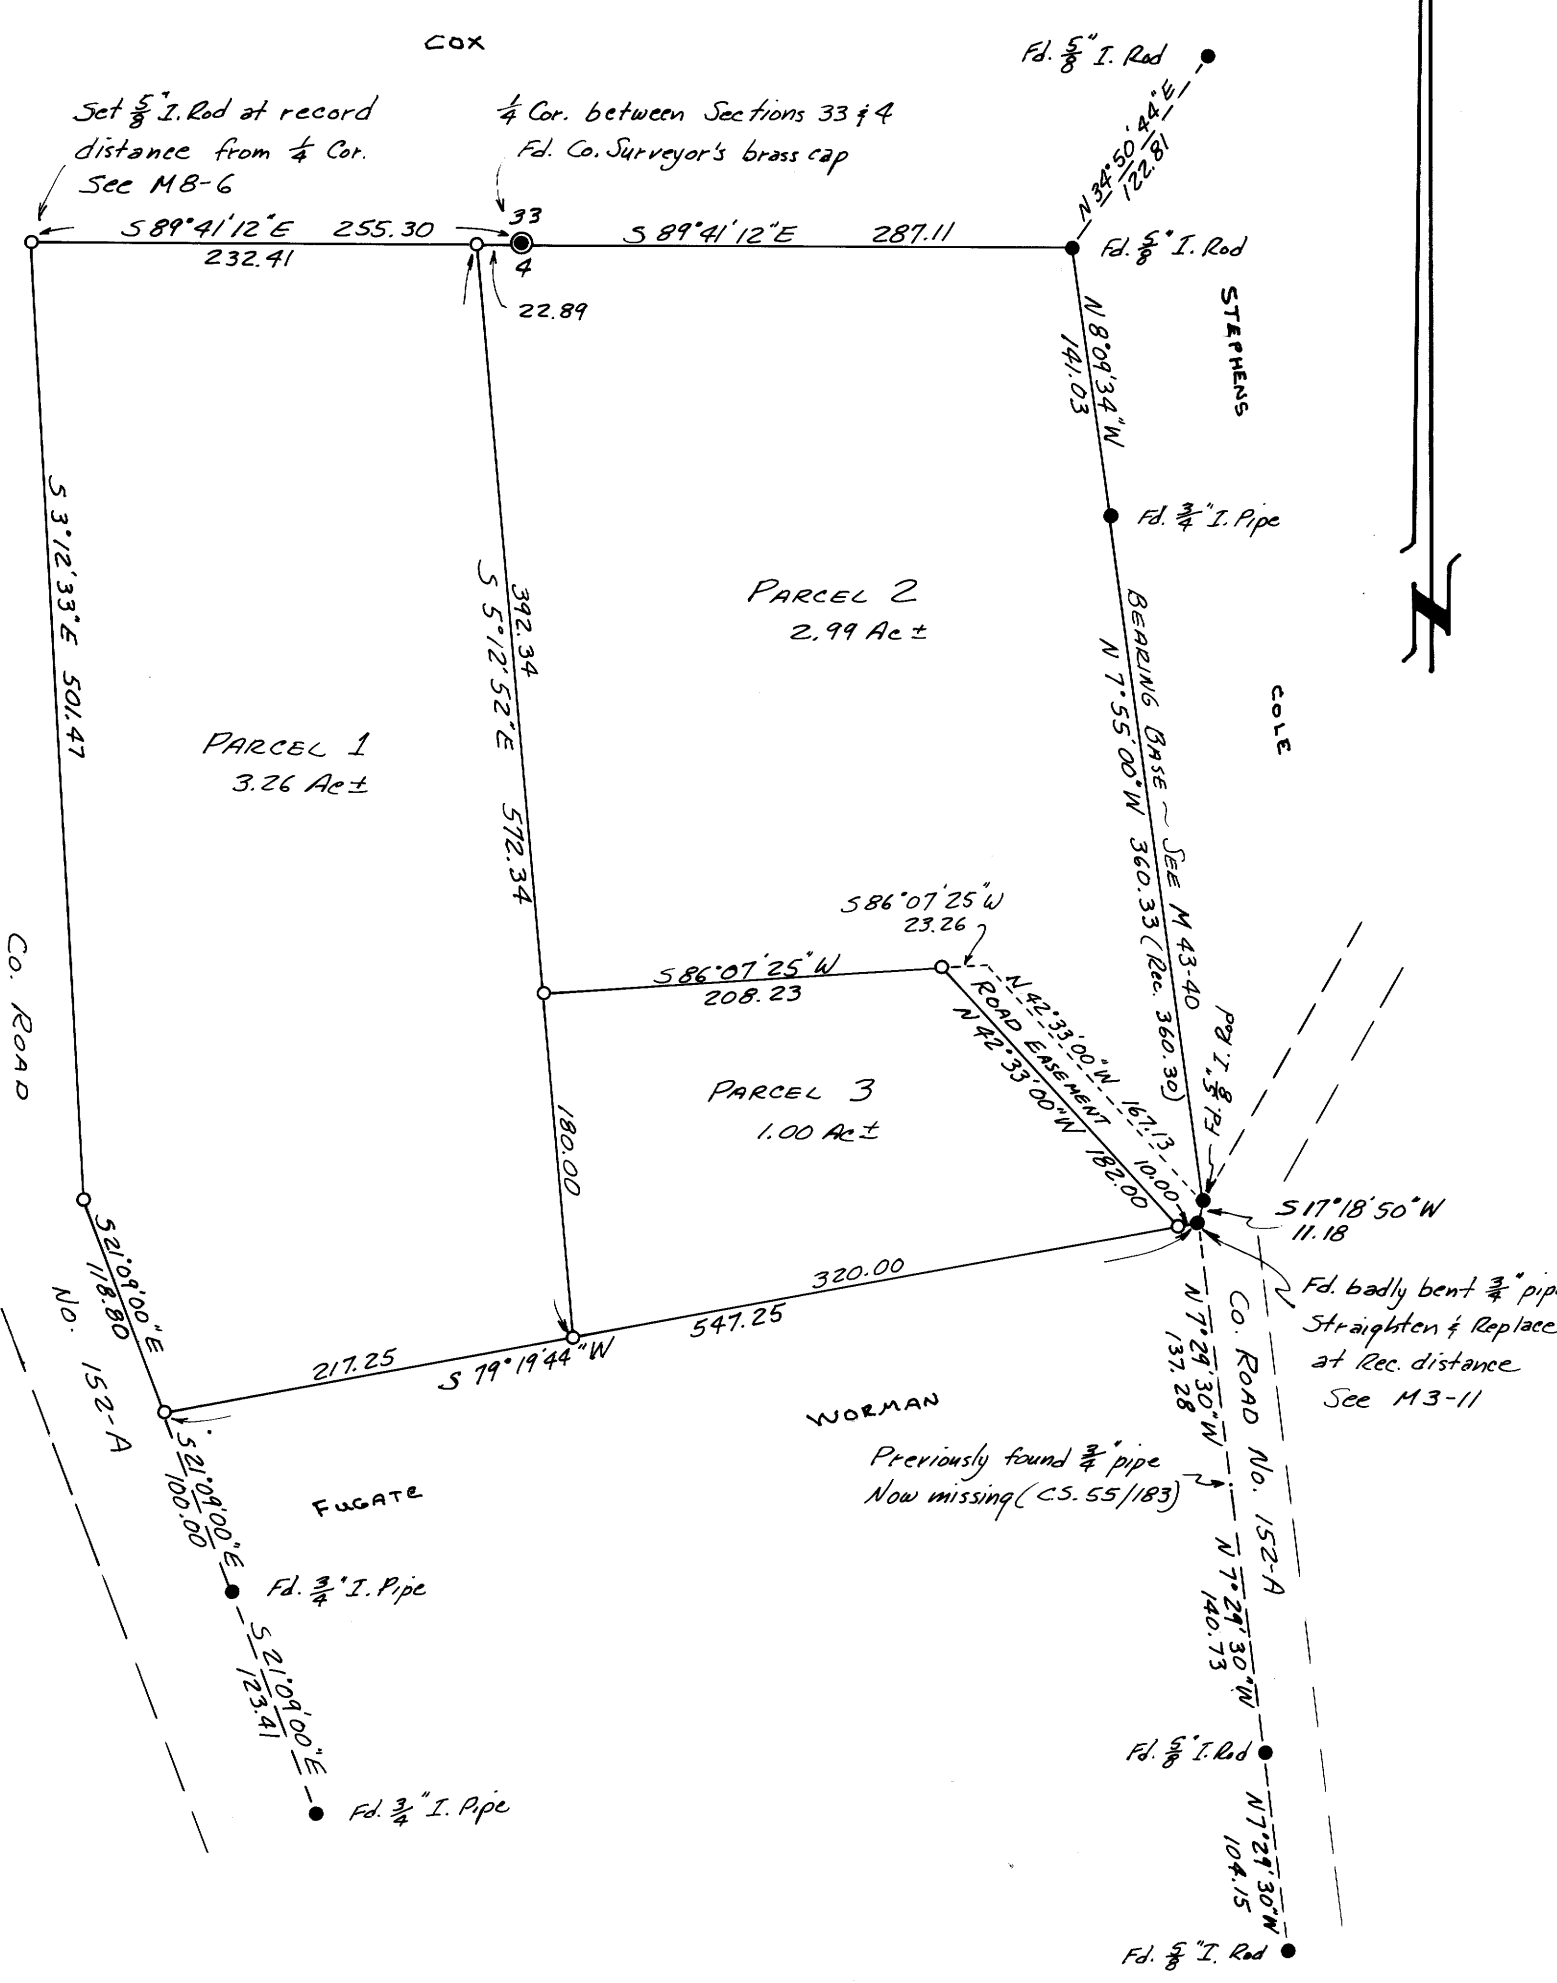 COX
Fd. 5/8" I. Rod
N 34°50'44"E
122.81
Set 5/8" I. Rod at record
distance from 1/4 Cor.
See M8-6
1/4 Cor. between Sections 33 & 4
Fd. Co. Surveyor's brass cap
S 89°41'12"E 255.30
232.41
33
4
22.89
S 89°41'12"E 287.11
Fd. 5/8" I. Rod
STEPHENS
N 8°09'34"W
141.03
Fd. 3/4" I. Pipe
S 3°12'33"E 501.47
392.34
S 5°12'52"E 572.34
PARCEL 2
2.99 Ac ±
BEARING BASE ~ SEE M 43-40
N 7°55'00"W 360.33 (Rec. 360.30)
COLE
PARCEL 1
3.26 Ac ±
S 86°07'25"W
23.26
S 86°07'25"W
208.23
N 42°33'00"W 167.13
ROAD EASEMENT 10.00
N 42°33'00"W 182.00
Fd. 5/8" I. Rod
Co. ROAD
No. 152-A
PARCEL 3
1.00 Ac ±
180.00
S 17°18'50"W
11.18
S 21°09'00"E
118.80
320.00
547.25
217.25
S 79°19'44"W
Fd. badly bent 3/4" pip
Straighten & Replace
at Rec. distance
See M3-11
N 7°29'30"W
137.28
Co. ROAD No. 152-A
WORMAN
Previously found 3/4" pipe
Now missing (C.S. 55/183)
S 21°09'00"E
100.00
FUGATE
Fd. 3/4" I. Pipe
N 7°29'30"W
140.73
S 21°09'00"E
123.41
Fd. 5/8" I. Rod
Fd. 3/4" I. Pipe
N 7°29'30"W
104.15
Fd. 5/8" I. Rod